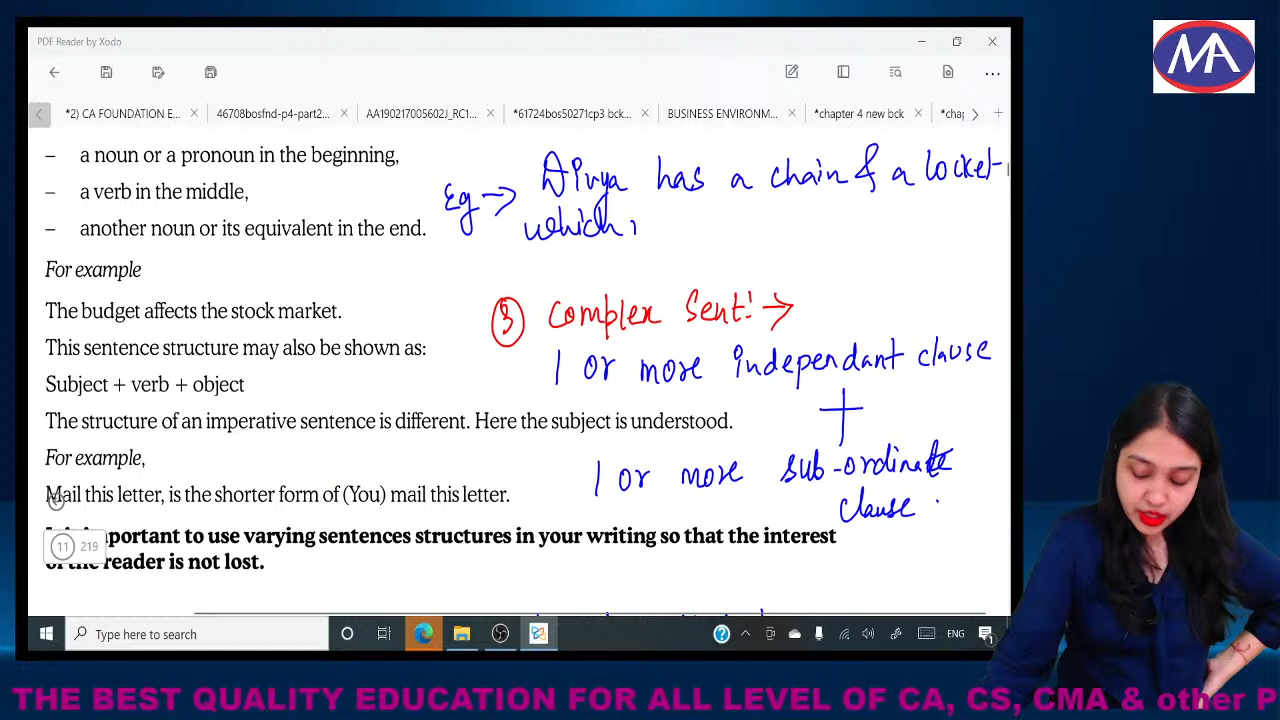 PDF Reader by Xodo
MA
*2) CA FOUNDATION E... 46708bosfnd-p4-part2... AA190217005602J_RC1... *61724bos50271cp3 bck... BUSINESS ENVIRONM... *chapter 4 new bck *chap
– a noun or a pronoun in the beginning,
– a verb in the middle,
– another noun or its equivalent in the end.
Eg → Divya has a chain & a locket
which
For example
The budget affects the stock market.
This sentence structure may also be shown as:
Subject + verb + object
③ Complex Sent: →
1 or more independant clause
+
1 or more sub-ordinate
clause.
The structure of an imperative sentence is different. Here the subject is understood.
For example,
Mail this letter, is the shorter form of (You) mail this letter.
important to use varying sentences structures in your writing so that the interest
reader is not lost.
11 219
Type here to search
ENG
1
THE BEST QUALITY EDUCATION FOR ALL LEVEL OF CA, CS, CMA & other P